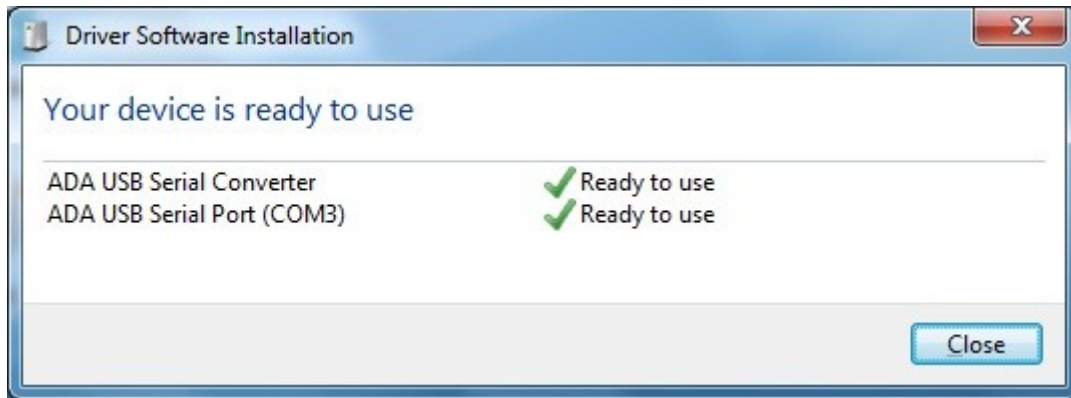 Driver Software Installation
Your device is ready to use
ADA USB Serial Converter Ready to use
ADA USB Serial Port (COM3) Ready to use
Close